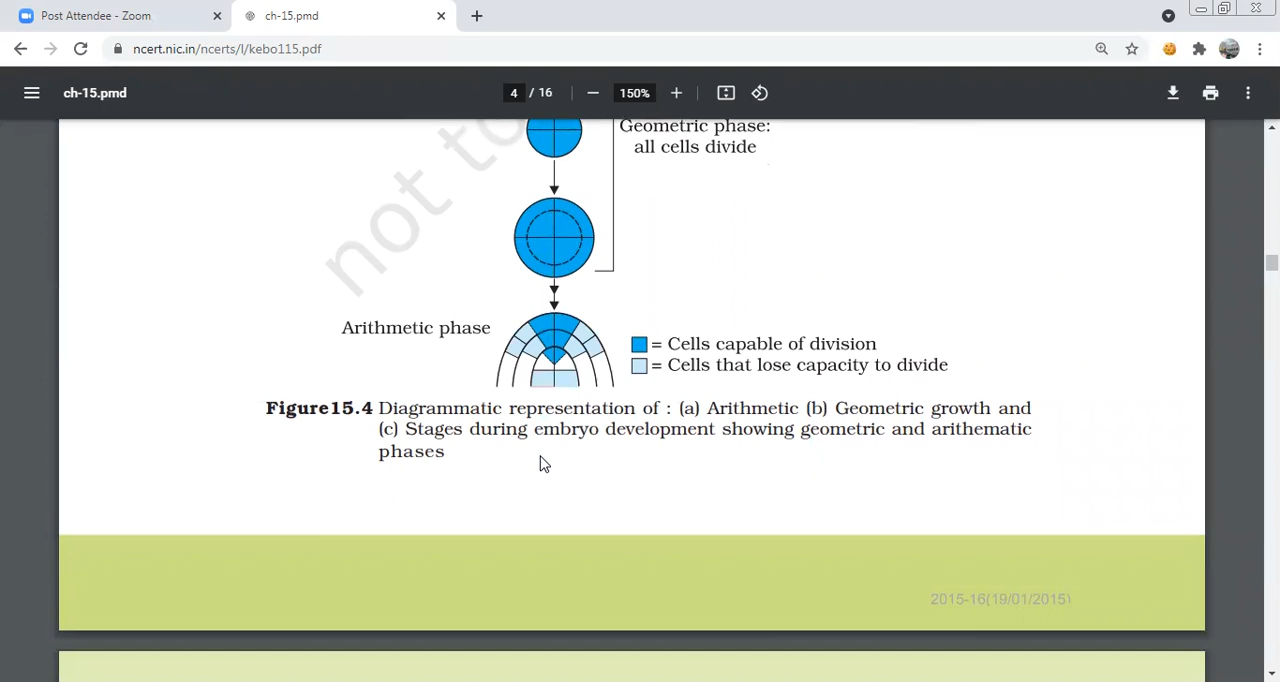 Post Attendee - Zoom
ch-15.pmd
ncert.nic.in/ncerts/l/kebo115.pdf
ch-15.pmd
4 / 16
150%
not to
Geometric phase:
all cells divide
Arithmetic phase
= Cells capable of division
= Cells that lose capacity to divide
Figure15.4 Diagrammatic representation of : (a) Arithmetic (b) Geometric growth and
(c) Stages during embryo development showing geometric and arithematic
phases
2015-16(19/01/2015)